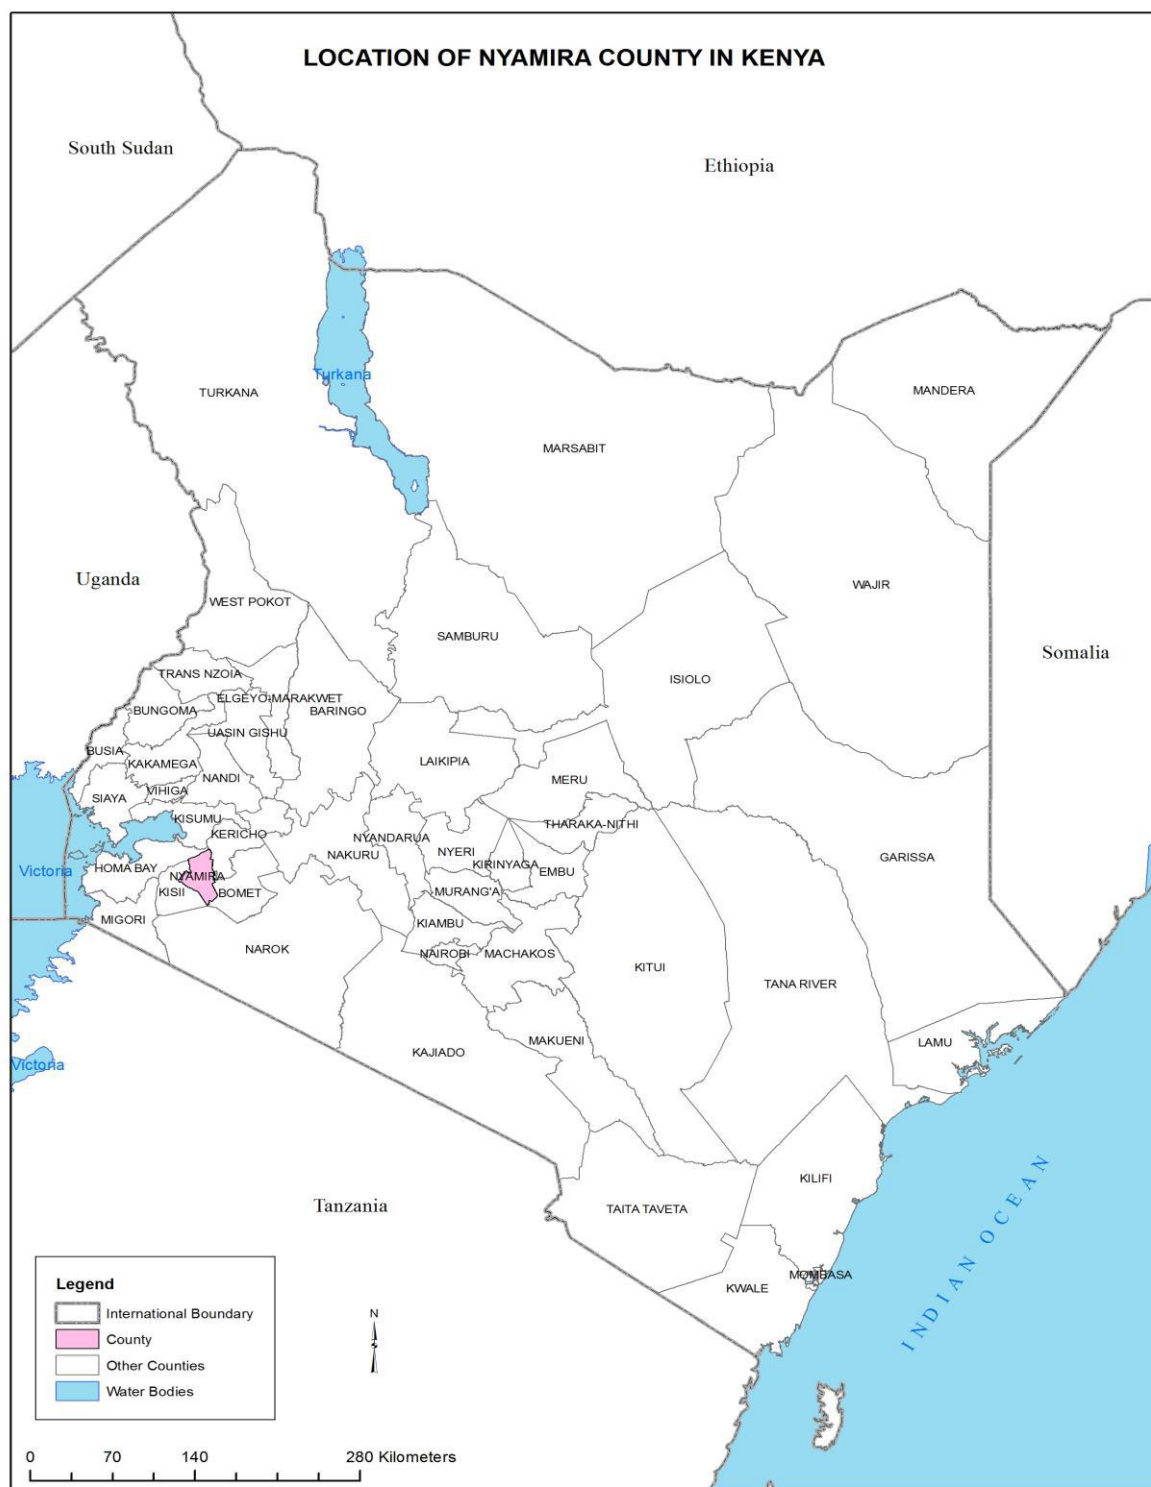 LOCATION OF NYAMIRA COUNTY IN KENYA
South Sudan
Ethiopia
Turkana
TURKANA
MANDERA
MARSABIT
Uganda
WAJIR
WEST POKOT
SAMBURU
Somalia
TRANS NZOIA
ISIOLO
ELGEYO-MARAKWET
BUNGOMA
BARINGO
UASIN GISHU
BUSIA
KAKAMEGA
LAIKIPIA
NANDI
MERU
VIHIGA
SIAYA
KISUMU
THARAKA-NITHI
KERICHO
NYANDARUA
NYERI
NAKURU
GARISSA
KIRINYAGA
HOMA BAY
Victoria
EMBU
NYAMIRA
KISII
BOMET
MURANG'A
MIGORI
KIAMBU
NAROK
NAIROBI
MACHAKOS
KITUI
TANA RIVER
MAKUENI
LAMU
KAJIADO
Victoria
KILIFI
Tanzania
TAITA TAVETA
INDIAN OCEAN
MOMBASA
KWALE
Legend
International Boundary
County
Other Counties
Water Bodies
N
0 70 140 280 Kilometers